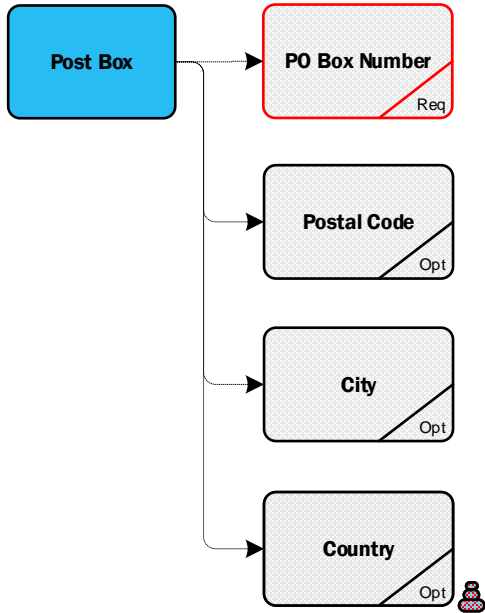 Post Box
PO Box Number
Req
Postal Code
Opt
City
Opt
Country
Opt